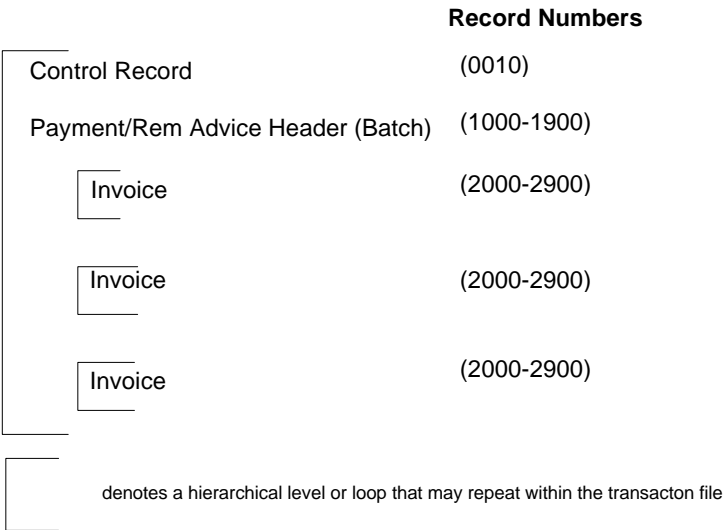 Record Numbers
Control Record (0010)
Payment/Rem Advice Header (Batch) (1000-1900)
Invoice (2000-2900)
Invoice (2000-2900)
Invoice (2000-2900)
denotes a hierarchical level or loop that may repeat within the transacton file